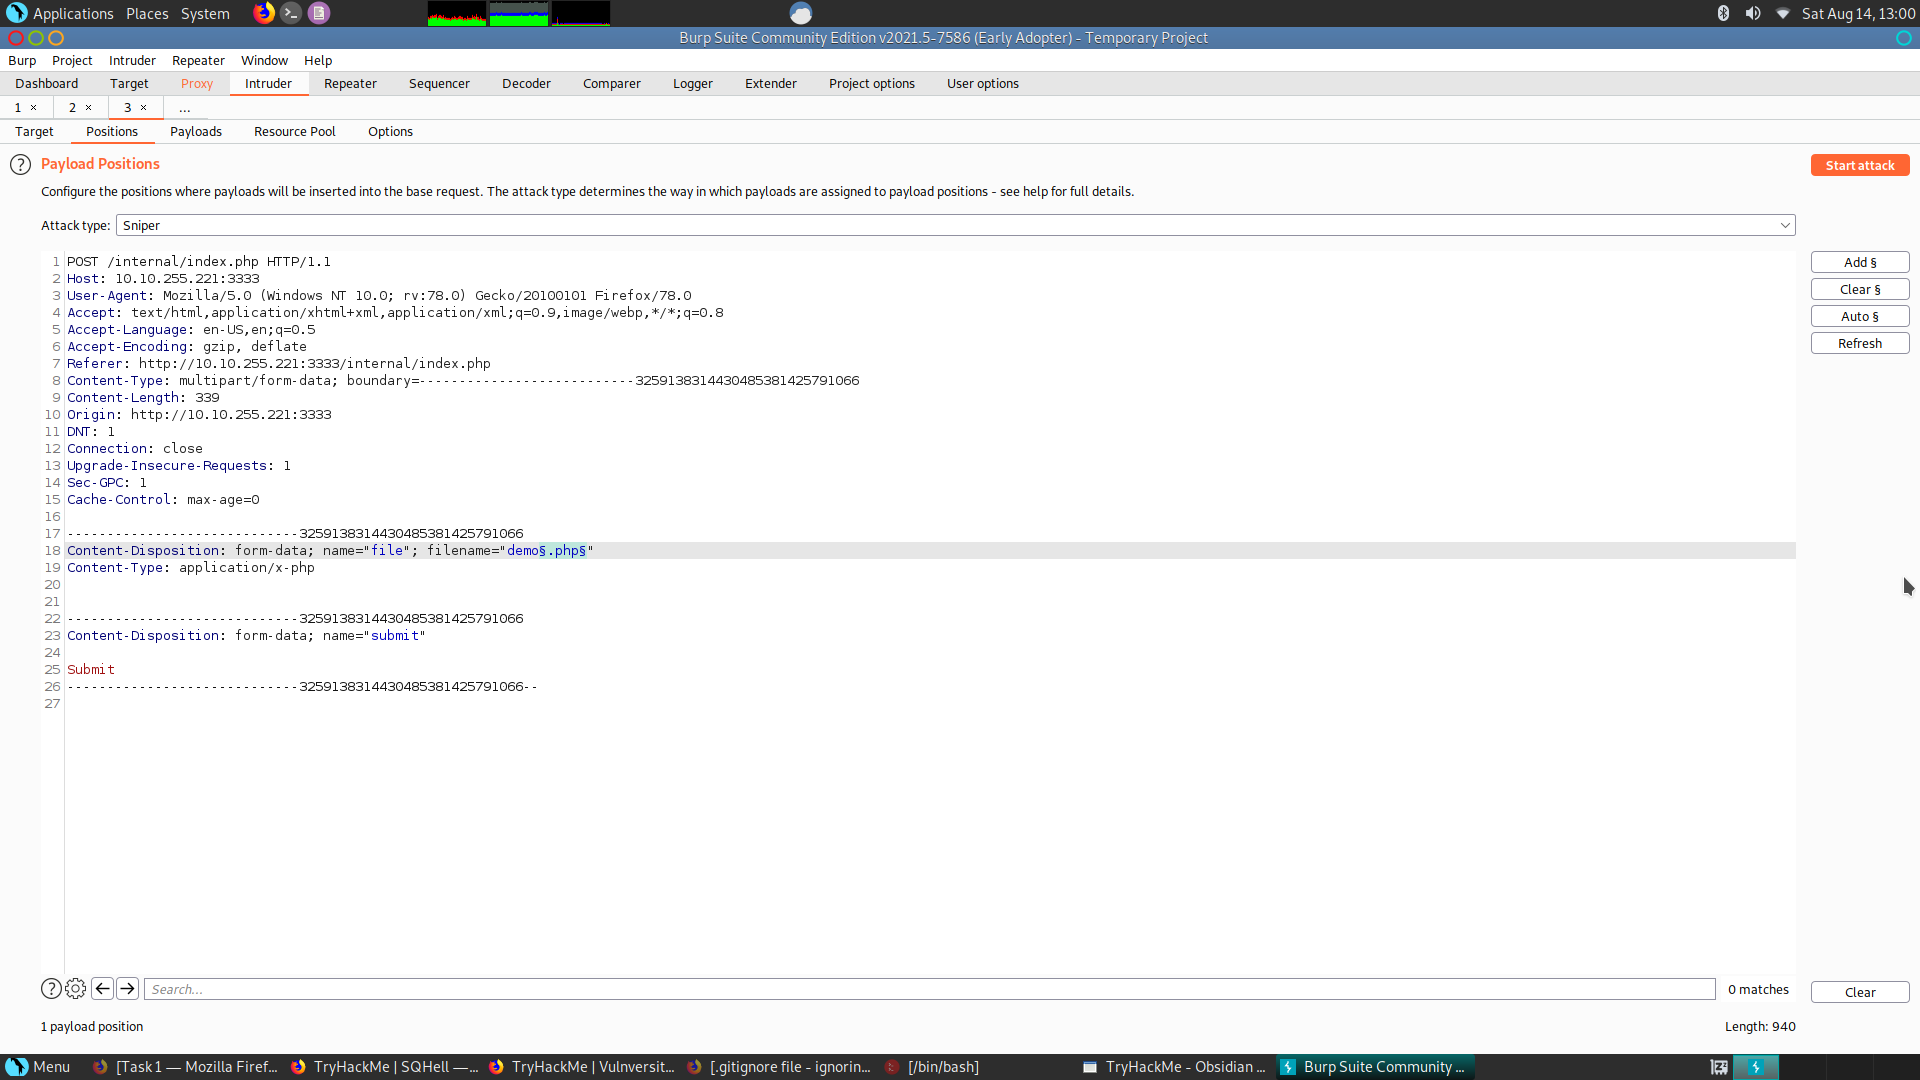 Applications Places System Sat Aug 14, 13:00
Burp Suite Community Edition v2021.5-7586 (Early Adopter) - Temporary Project
Burp Project Intruder Repeater Window Help
Dashboard Target Proxy Intruder Repeater Sequencer Decoder Comparer Logger Extender Project options User options
1 × 2 × 3 × ...
Target Positions Payloads Resource Pool Options
? Payload Positions Start attack
Configure the positions where payloads will be inserted into the base request. The attack type determines the way in which payloads are assigned to payload positions - see help for full details.
Attack type: Sniper
1 POST /internal/index.php HTTP/1.1 Add §
2 Host: 10.10.255.221:3333
3 User-Agent: Mozilla/5.0 (Windows NT 10.0; rv:78.0) Gecko/20100101 Firefox/78.0 Clear §
4 Accept: text/html,application/xhtml+xml,application/xml;q=0.9,image/webp,*/*;q=0.8 Auto §
5 Accept-Language: en-US,en;q=0.5
6 Accept-Encoding: gzip, deflate Refresh
7 Referer: http://10.10.255.221:3333/internal/index.php
8 Content-Type: multipart/form-data; boundary=---------------------------32591383144304853814257​91066
9 Content-Length: 339
10 Origin: http://10.10.255.221:3333
11 DNT: 1
12 Connection: close
13 Upgrade-Insecure-Requests: 1
14 Sec-GPC: 1
15 Cache-Control: max-age=0
16
17 -----------------------------3259138314430485381425791066
18 Content-Disposition: form-data; name="file"; filename="demo§.php§"
19 Content-Type: application/x-php
20
21
22 -----------------------------3259138314430485381425791066
23 Content-Disposition: form-data; name="submit"
24
25 Submit
26 -----------------------------3259138314430485381425791066--
27
? Search... 0 matches Clear
1 payload position Length: 940
Menu [Task 1 — Mozilla Firef... TryHackMe | SQHell —... TryHackMe | Vulnversit... [.gitignore file - ignorin... [/bin/bash] TryHackMe - Obsidian ... Burp Suite Community ...